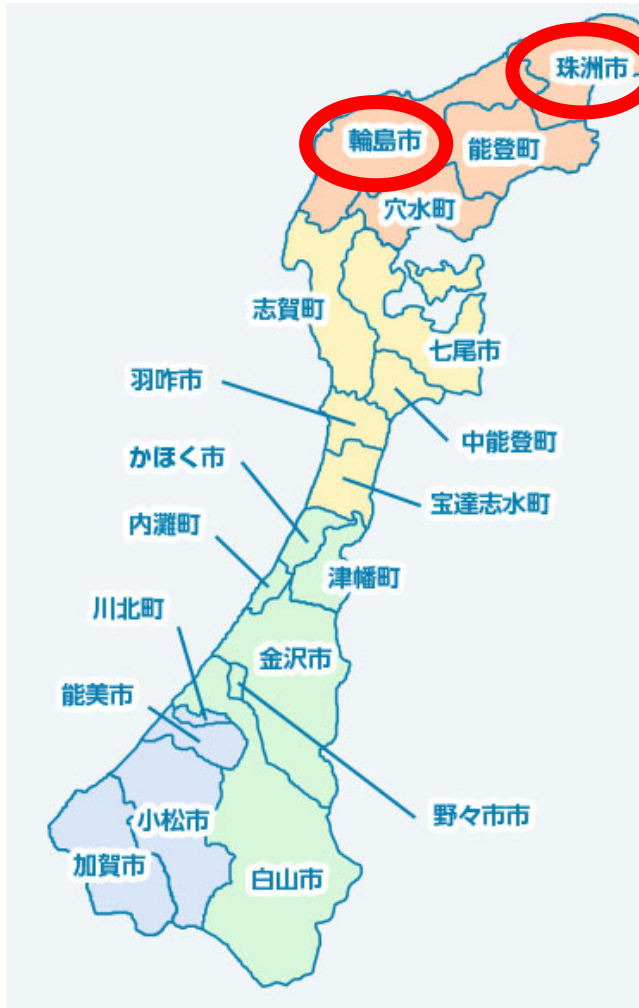 珠洲市
輪島市
能登町
穴水町
志賀町
七尾市
羽咋市
中能登町
かほく市
宝達志水町
内灘町
津幡町
川北町
金沢市
能美市
野々市市
小松市
加賀市
白山市